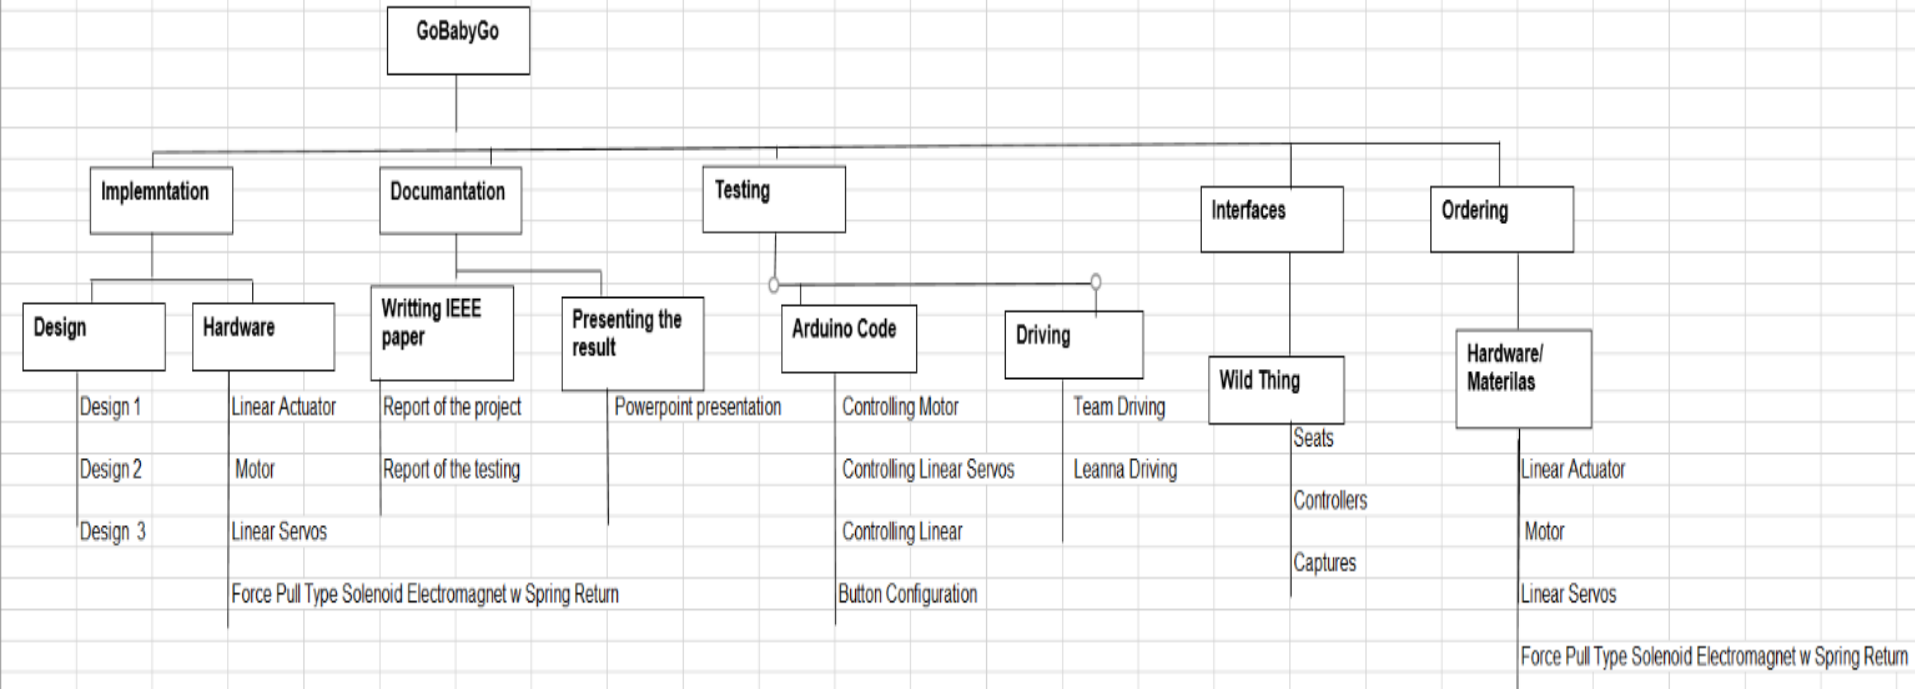 GoBabyGo
Implemntation
Documantation
Testing
Interfaces
Ordering
Design
Hardware
Writting IEEE
paper
Presenting the
result
Arduino Code
Driving
Wild Thing
Hardware/
Materilas
Design 1
Design 2
Design 3
Linear Actuator
Motor
Linear Servos
Force Pull Type Solenoid Electromagnet w Spring Return
Report of the project
Report of the testing
Powerpoint presentation
Controlling Motor
Controlling Linear Servos
Controlling Linear
Button Configuration
Team Driving
Leanna Driving
Seats
Controllers
Captures
Linear Actuator
Motor
Linear Servos
Force Pull Type Solenoid Electromagnet w Spring Return